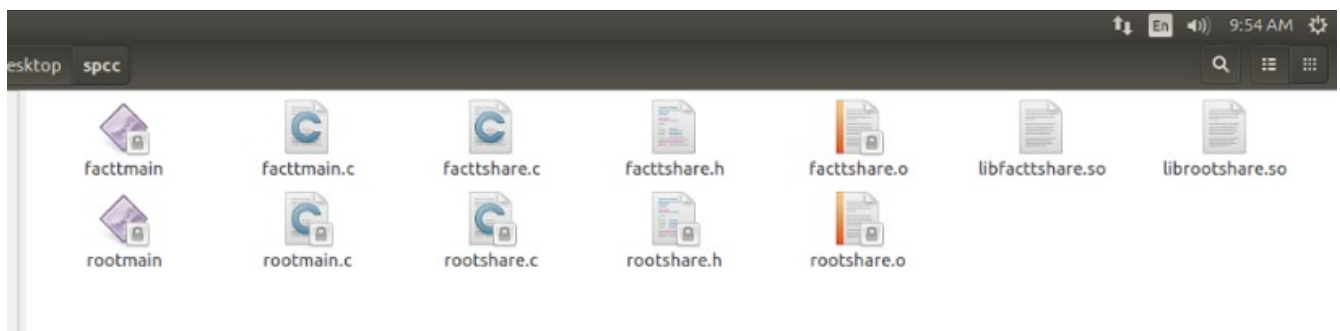 En 9:54 AM
esktop spcc
facttmain facttmain.c facttshare.c facttshare.h facttshare.o libfacttshare.so librootshare.so
rootmain rootmain.c rootshare.c rootshare.h rootshare.o